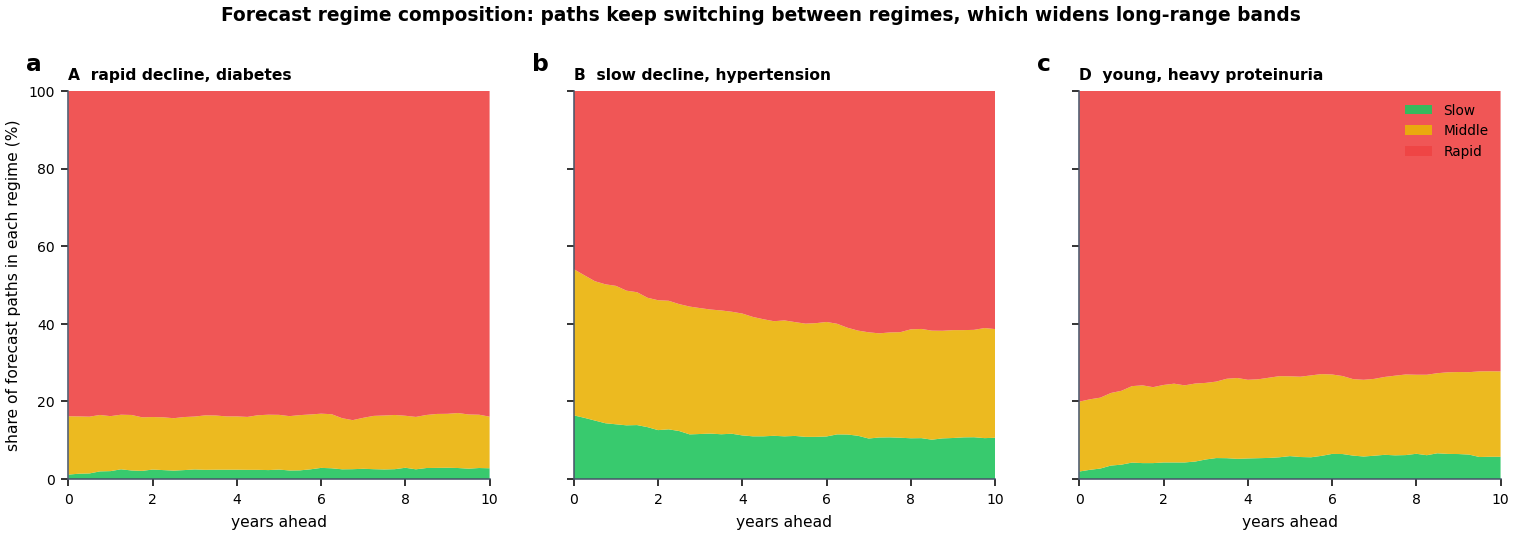 Forecast regime composition: paths keep switching between regimes, which widens long-range bands
a
A  rapid decline, diabetes
b
B  slow decline, hypertension
c
D  young, heavy proteinuria
share of forecast paths in each regime (%)
100
80
60
40
20
0
Slow
Middle
Rapid
0 2 4 6 8 10
0 2 4 6 8 10
0 2 4 6 8 10
years ahead
years ahead
years ahead